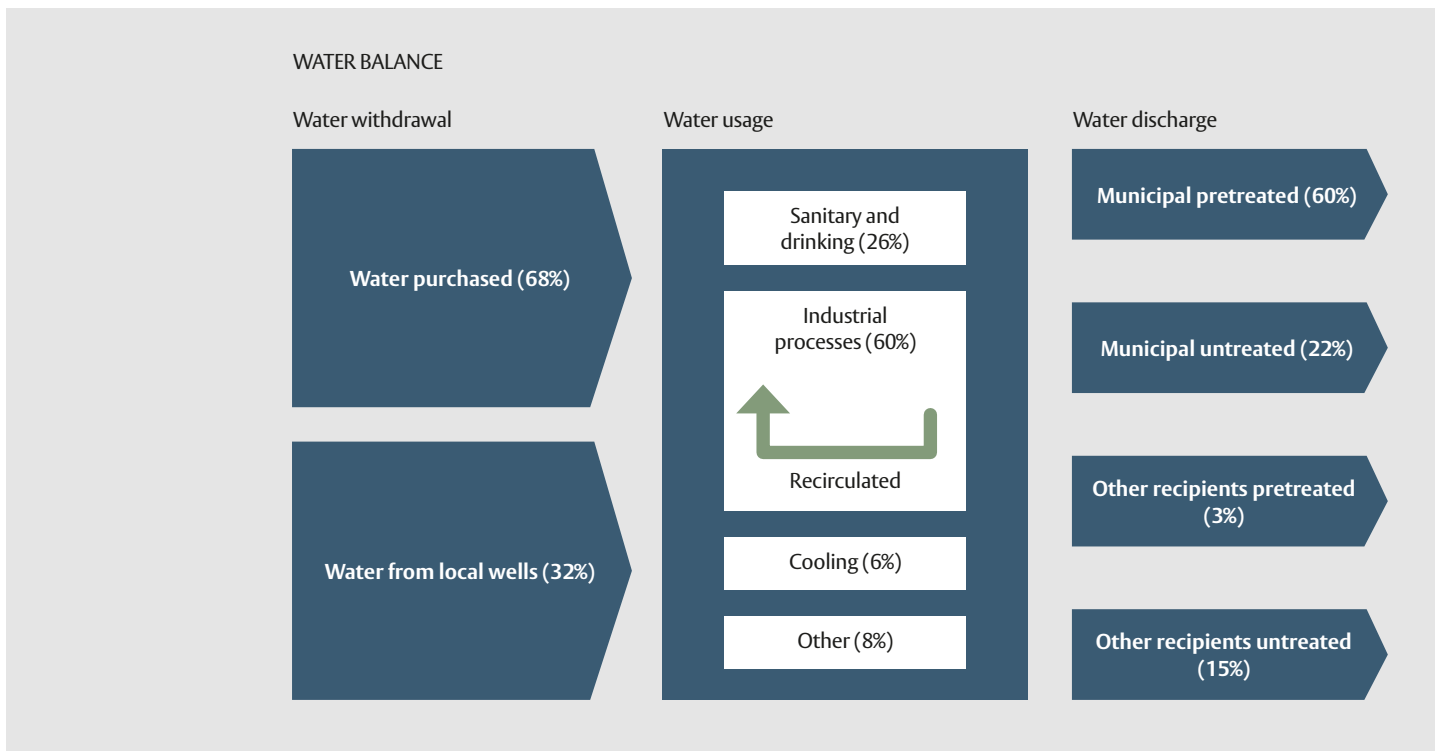 WATER BALANCE
Water withdrawal
Water purchased (68%)
Water from local wells (32%)
Water usage
Sanitary and
drinking (26%)
Industrial
processes (60%)
Recirculated
Cooling (6%)
Other (8%)
Water discharge
Municipal pretreated (60%)
Municipal untreated (22%)
Other recipients pretreated
(3%)
Other recipients untreated
(15%)